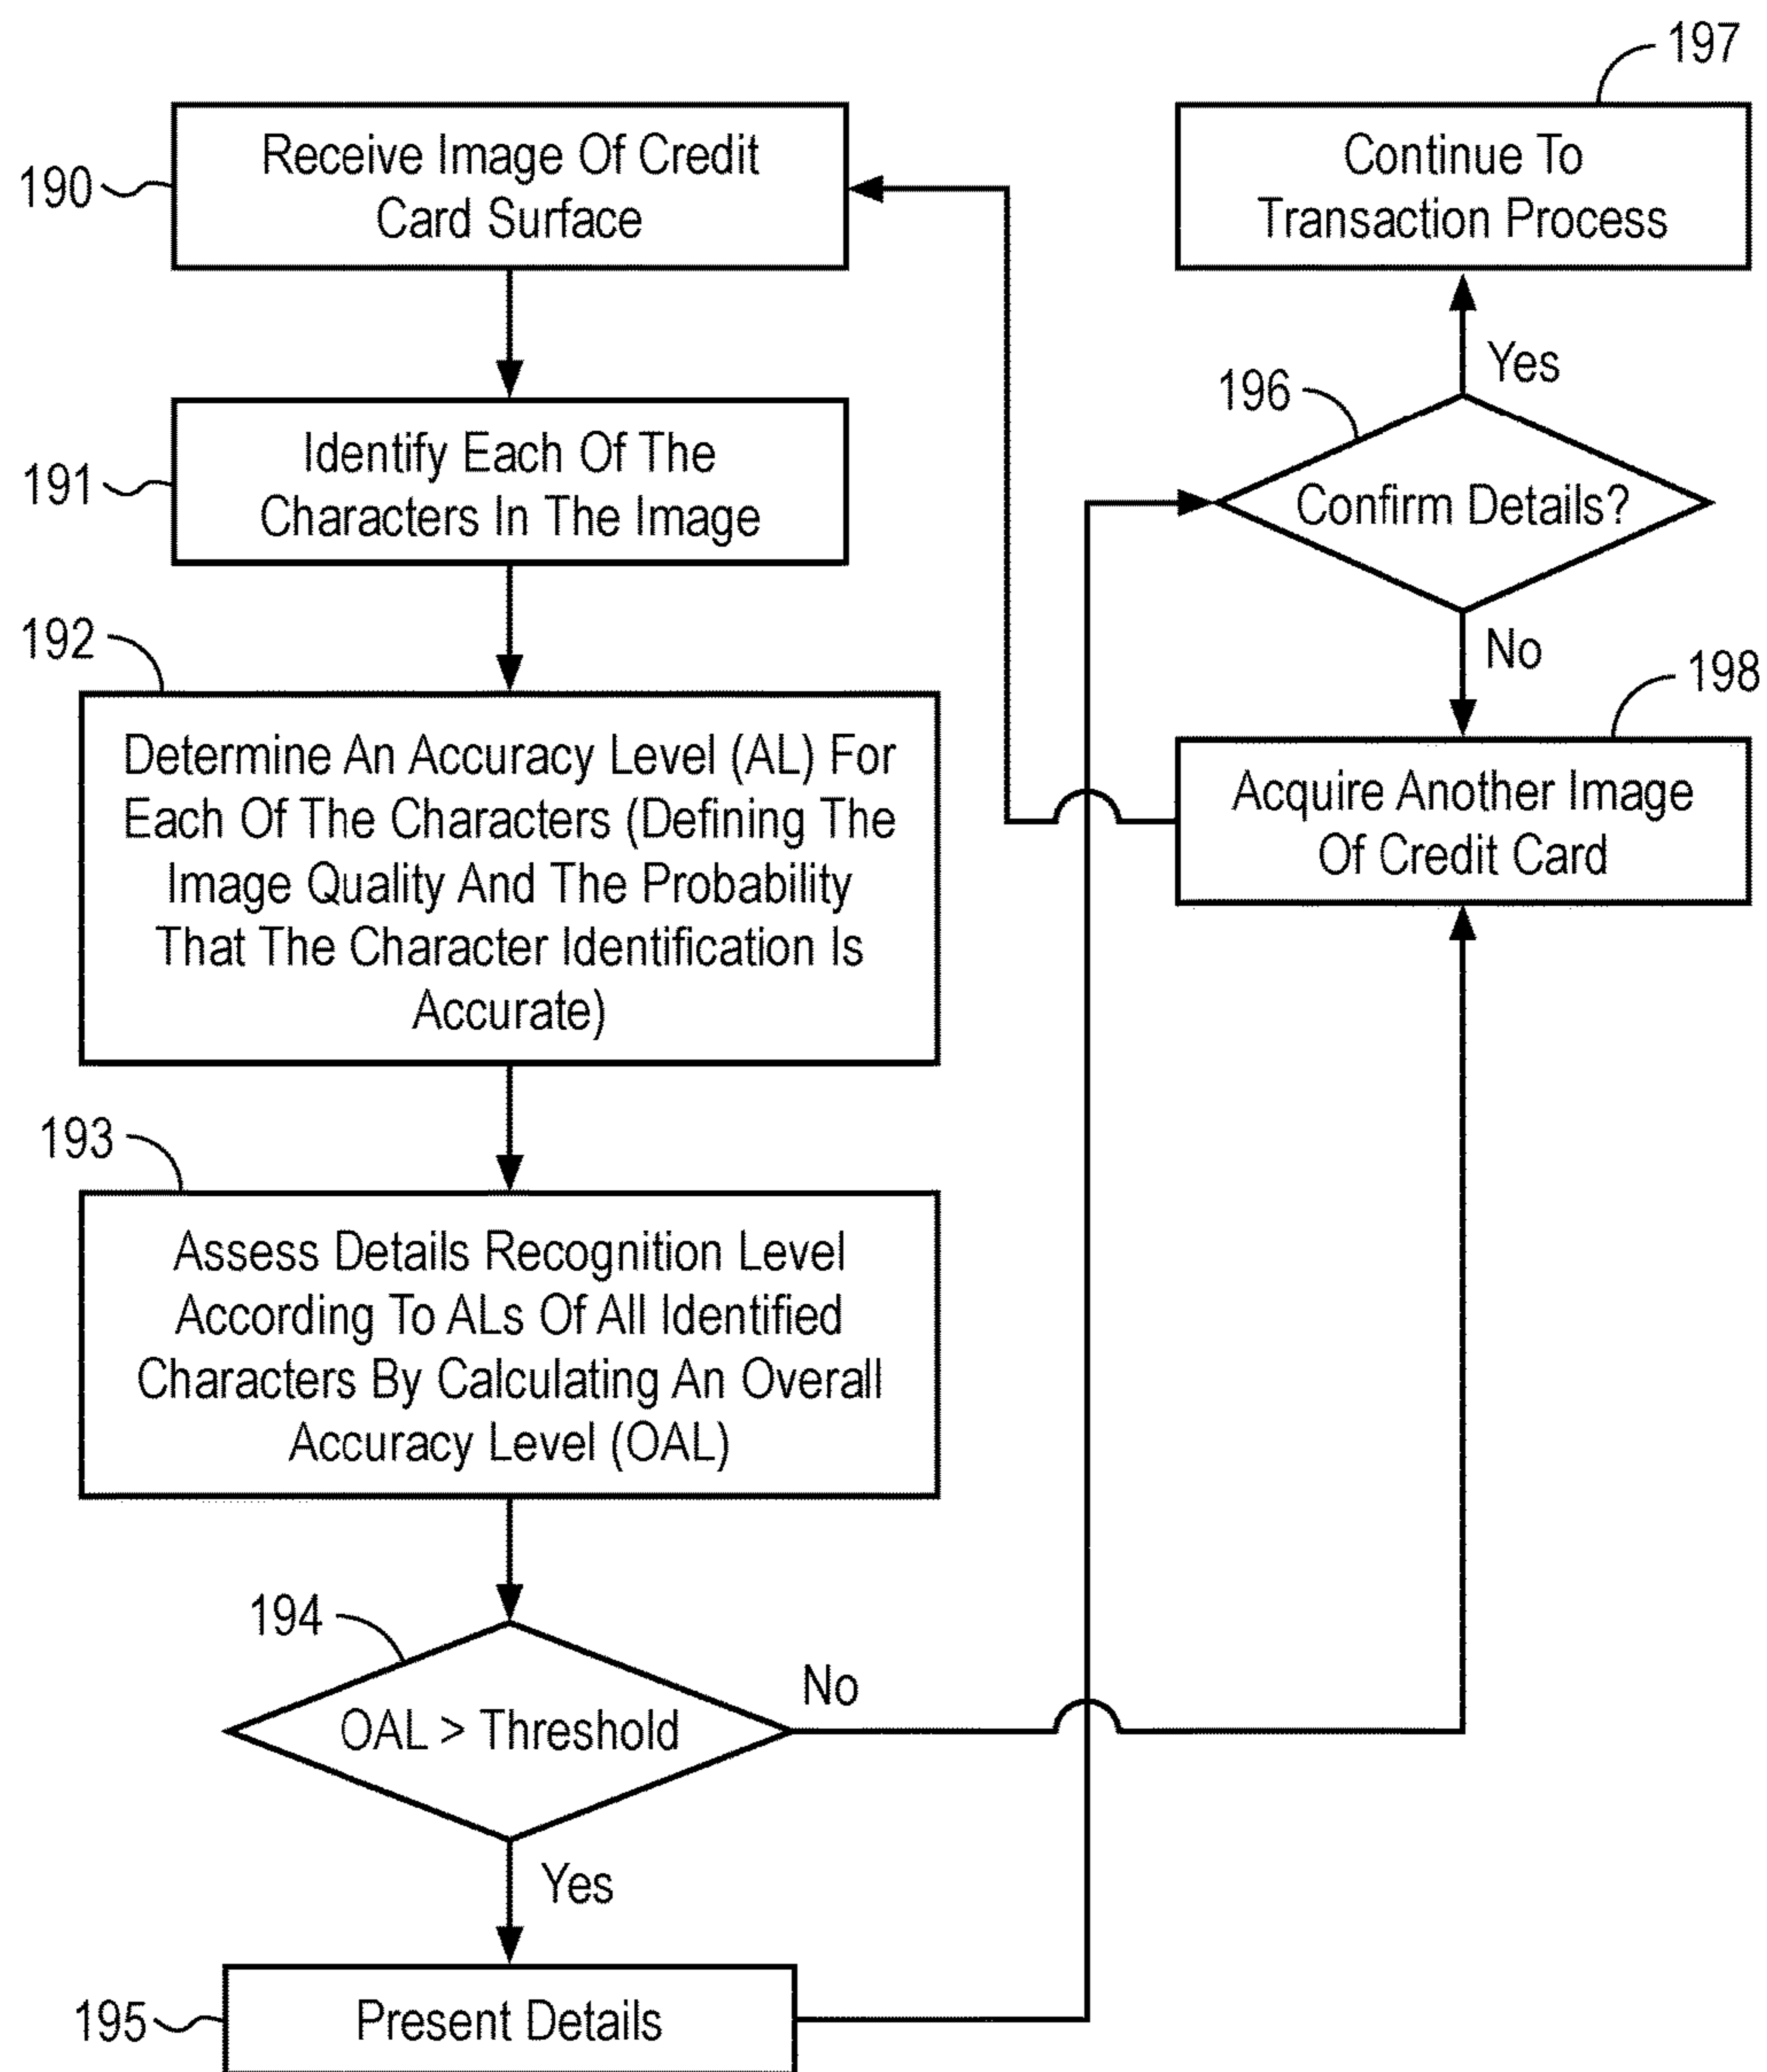 190
Receive Image Of Credit
Card Surface
191
Identify Each Of The
Characters In The Image
192
Determine An Accuracy Level (AL) For
Each Of The Characters (Defining The
Image Quality And The Probability
That The Character Identification Is
Accurate)
193
Assess Details Recognition Level
According To ALs Of All Identified
Characters By Calculating An Overall
Accuracy Level (OAL)
194
OAL > Threshold
No
Yes
195
Present Details
196
Confirm Details?
Yes
No
197
Continue To
Transaction Process
198
Acquire Another Image
Of Credit Card